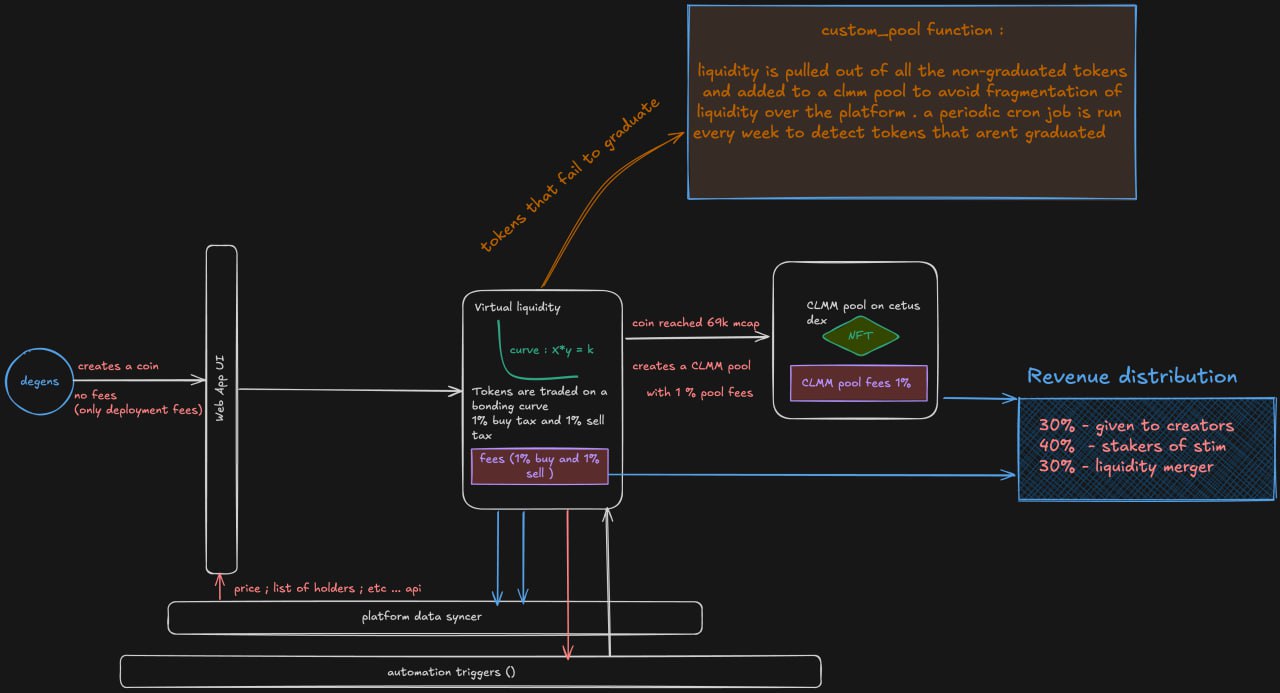 custom_pool function :
liquidity is pulled out of all the non-graduated tokens
and added to a clmm pool to avoid fragmentation of
liquidity over the platform . a periodic cron job is run
every week to detect tokens that arent graduated
tokens that fail to graduate
degens
creates a coin
no fees
(only deployment fees)
Web App UI
Virtual liquidity
curve : x*y = k
Tokens are traded on a
bonding curve
1% buy tax and 1% sell
tax
fees (1% buy and 1%
sell )
coin reached 69k mcap
creates a CLMM pool
with 1 % pool fees
CLMM pool on cetus
dex
NFT
CLMM pool fees 1%
Revenue distribution
30% - given to creators
40% - stakers of stim
30% - liquidity merger
price ; list of holders ; etc ... api
platform data syncer
automation triggers ()